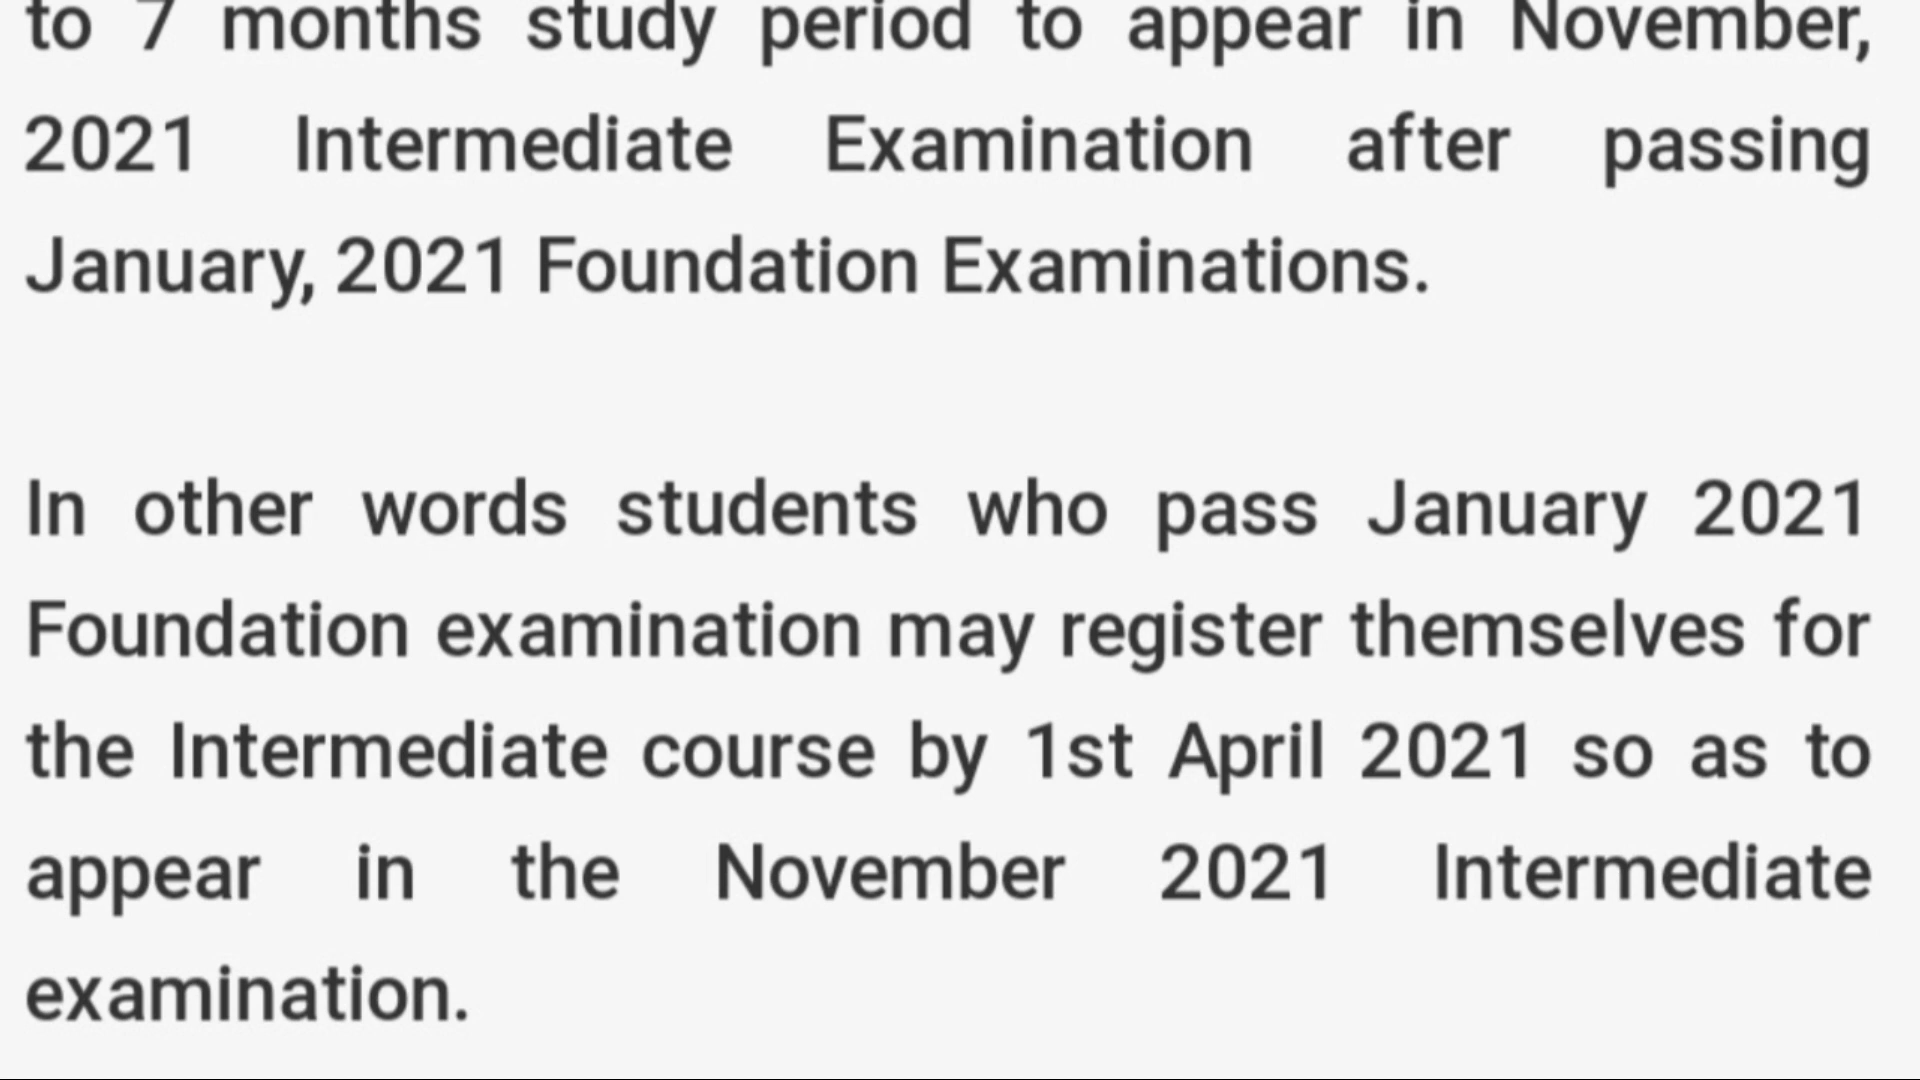 to 7 months study period to appear in November,
2021 Intermediate Examination after passing
January, 2021 Foundation Examinations.
In other words students who pass January 2021
Foundation examination may register themselves for
the Intermediate course by 1st April 2021 so as to
appear in the November 2021 Intermediate
examination.